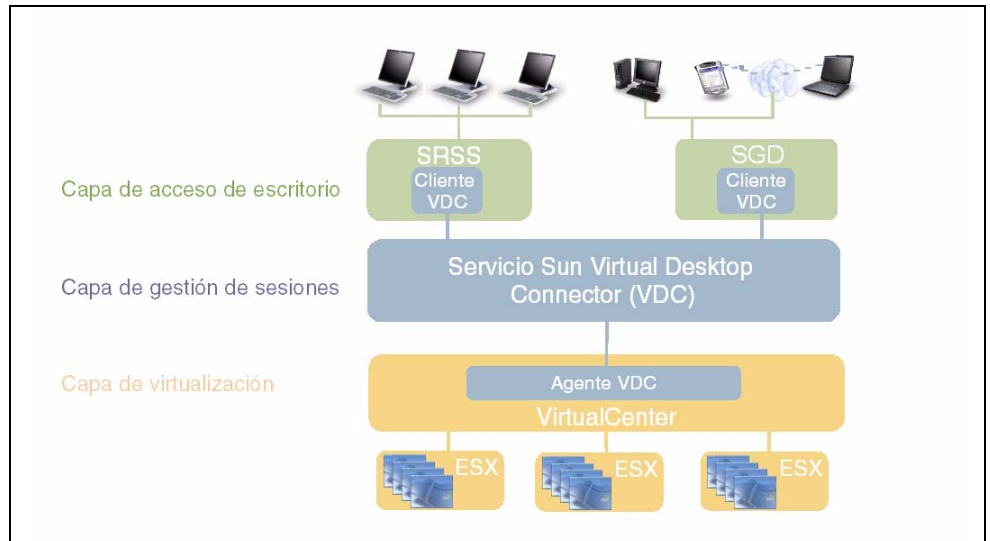 SRSS
Cliente
VDC
SGD
Cliente
VDC
Capa de acceso de escritorio
Servicio Sun Virtual Desktop
Connector (VDC)
Capa de gestión de sesiones
Agente VDC
Capa de virtualización
VirtualCenter
ESX
ESX
ESX